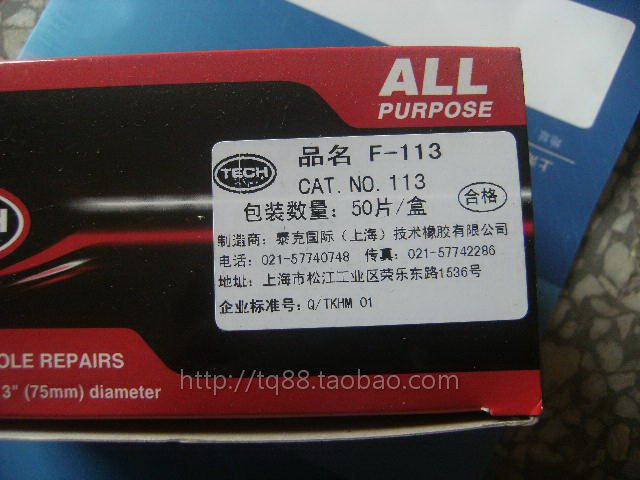 ALL
PURPOSE
TECH
品名 F-113
CAT. NO. 113
包装数量: 50片/盒
合格
制造商: 泰克国际（上海）技术橡胶有限公司
电话: 021-57740748 传真: 021-57742286
地址: 上海市松江工业区荣乐东路1536号
企业标准号: Q/TKHM 01
OLE REPAIRS
3" (75mm) diameter
http://tq88.taobao.com